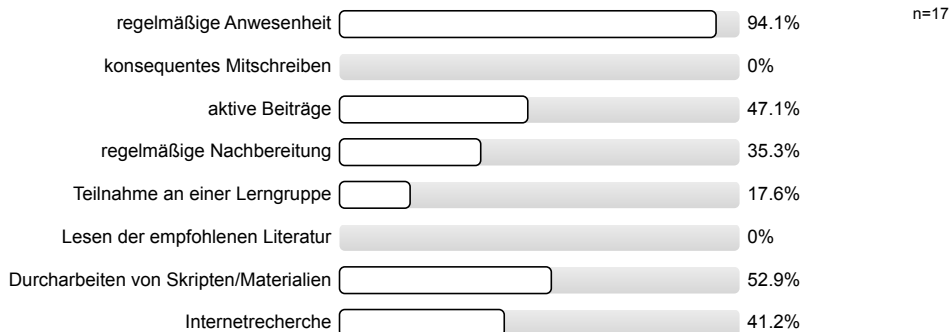 regelmäßige Anwesenheit 94.1% n=17
konsequentes Mitschreiben 0%
aktive Beiträge 47.1%
regelmäßige Nachbereitung 35.3%
Teilnahme an einer Lerngruppe 17.6%
Lesen der empfohlenen Literatur 0%
Durcharbeiten von Skripten/Materialien 52.9%
Internetrecherche 41.2%